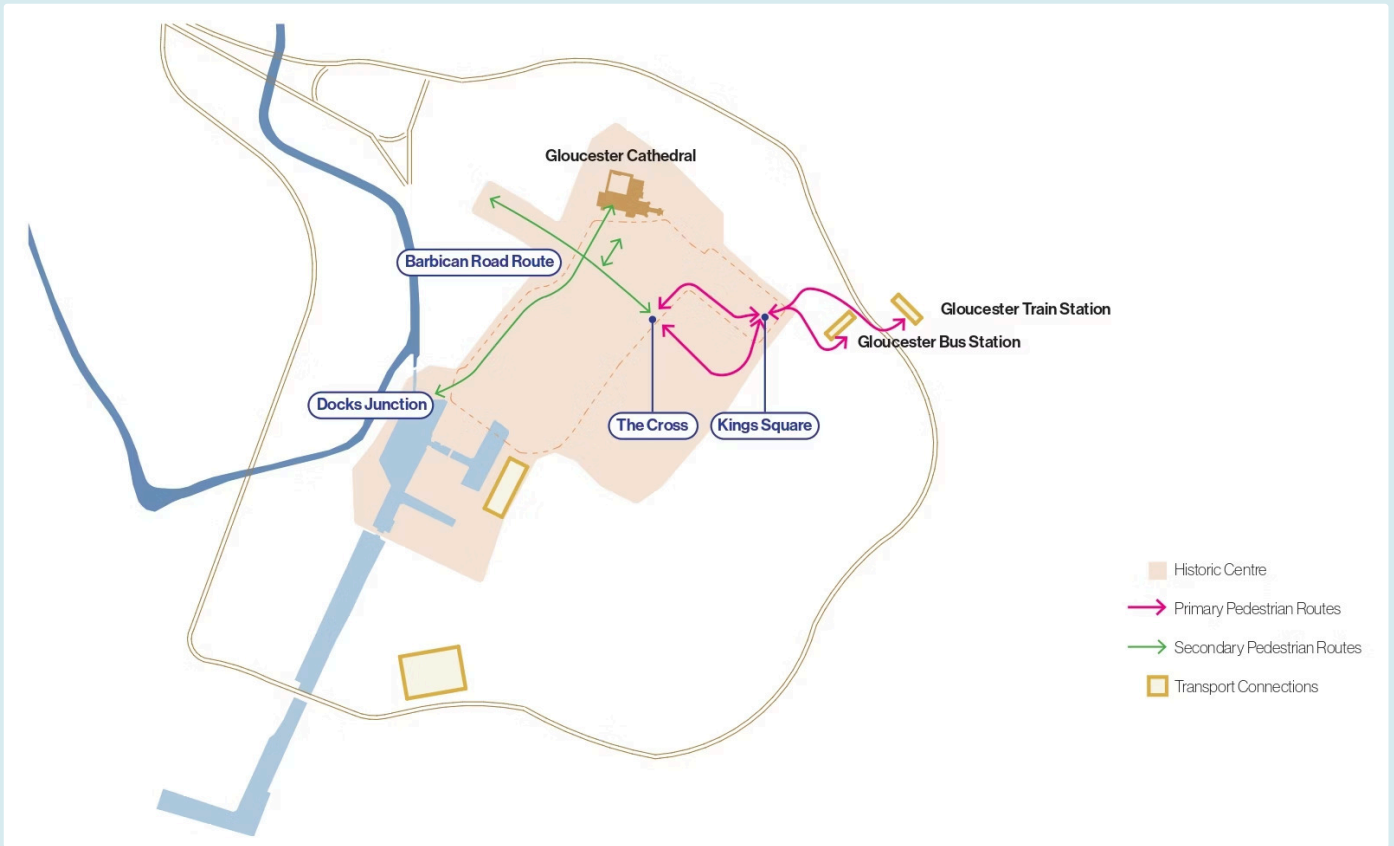 Gloucester Cathedral
Barbican Road Route
Gloucester Train Station
Gloucester Bus Station
Docks Junction
The Cross
Kings Square
Historic Centre
Primary Pedestrian Routes
Secondary Pedestrian Routes
Transport Connections